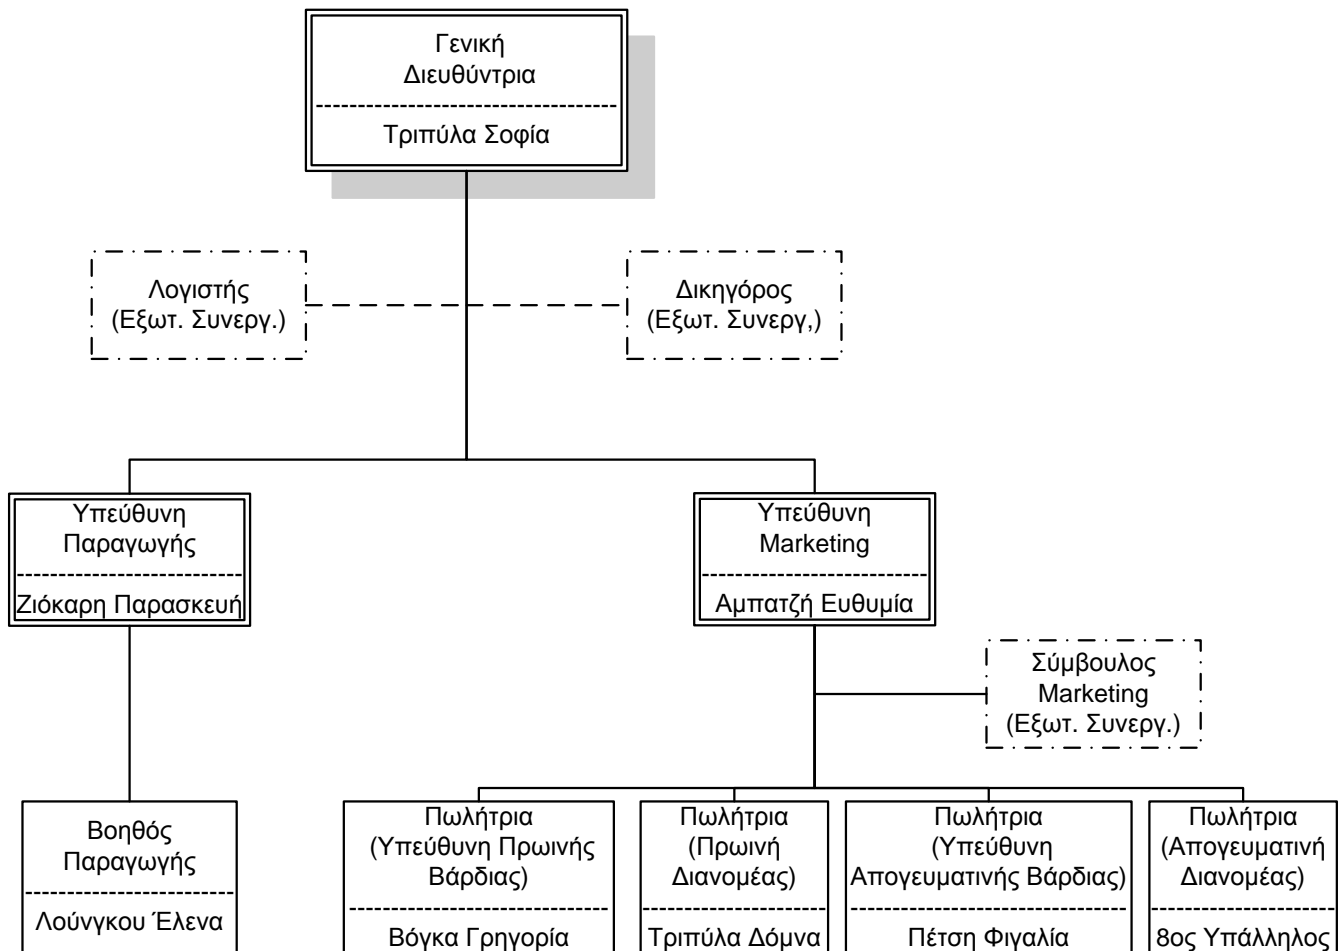 Γενική
Διευθύντρια
Τριπύλα Σοφία
Λογιστής
(Εξωτ. Συνεργ.)
Δικηγόρος
(Εξωτ. Συνεργ,)
Υπεύθυνη
Παραγωγής
Ζιόκαρη Παρασκευή
Υπεύθυνη
Marketing
Αμπατζή Ευθυμία
Σύμβουλος
Marketing
(Εξωτ. Συνεργ.)
Βοηθός
Παραγωγής
Λούνγκου Έλενα
Πωλήτρια
(Υπεύθυνη Πρωινής
Βάρδιας)
Βόγκα Γρηγορία
Πωλήτρια
(Πρωινή
Διανομέας)
Τριπύλα Δόμνα
Πωλήτρια
(Υπεύθυνη
Απογευματινής Βάρδιας)
Πέτση Φιγαλία
Πωλήτρια
(Απογευματινή
Διανομέας)
8ος Υπάλληλος